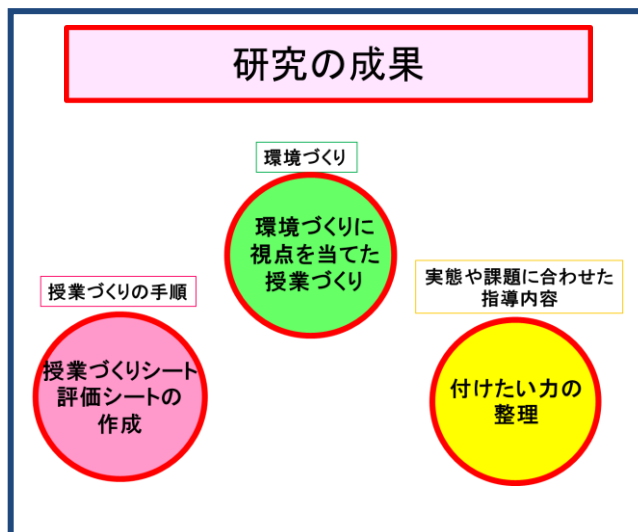 研究の成果
環境づくり
環境づくりに
視点を当てた
授業づくり
授業づくりの手順
授業づくりシート
評価シートの
作成
実態や課題に合わせた
指導内容
付けたい力の
整理